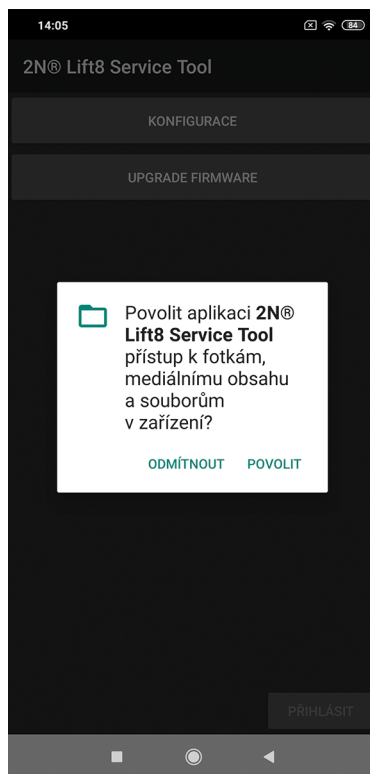 14:05
84
2N® Lift8 Service Tool
KONFIGURACE
UPGRADE FIRMWARE
Povolit aplikaci 2N®
Lift8 Service Tool
přístup k fotkám,
mediálnímu obsahu
a souborům
v zařízení?
ODMÍTNOUT POVOLIT
PŘIHLÁSIT